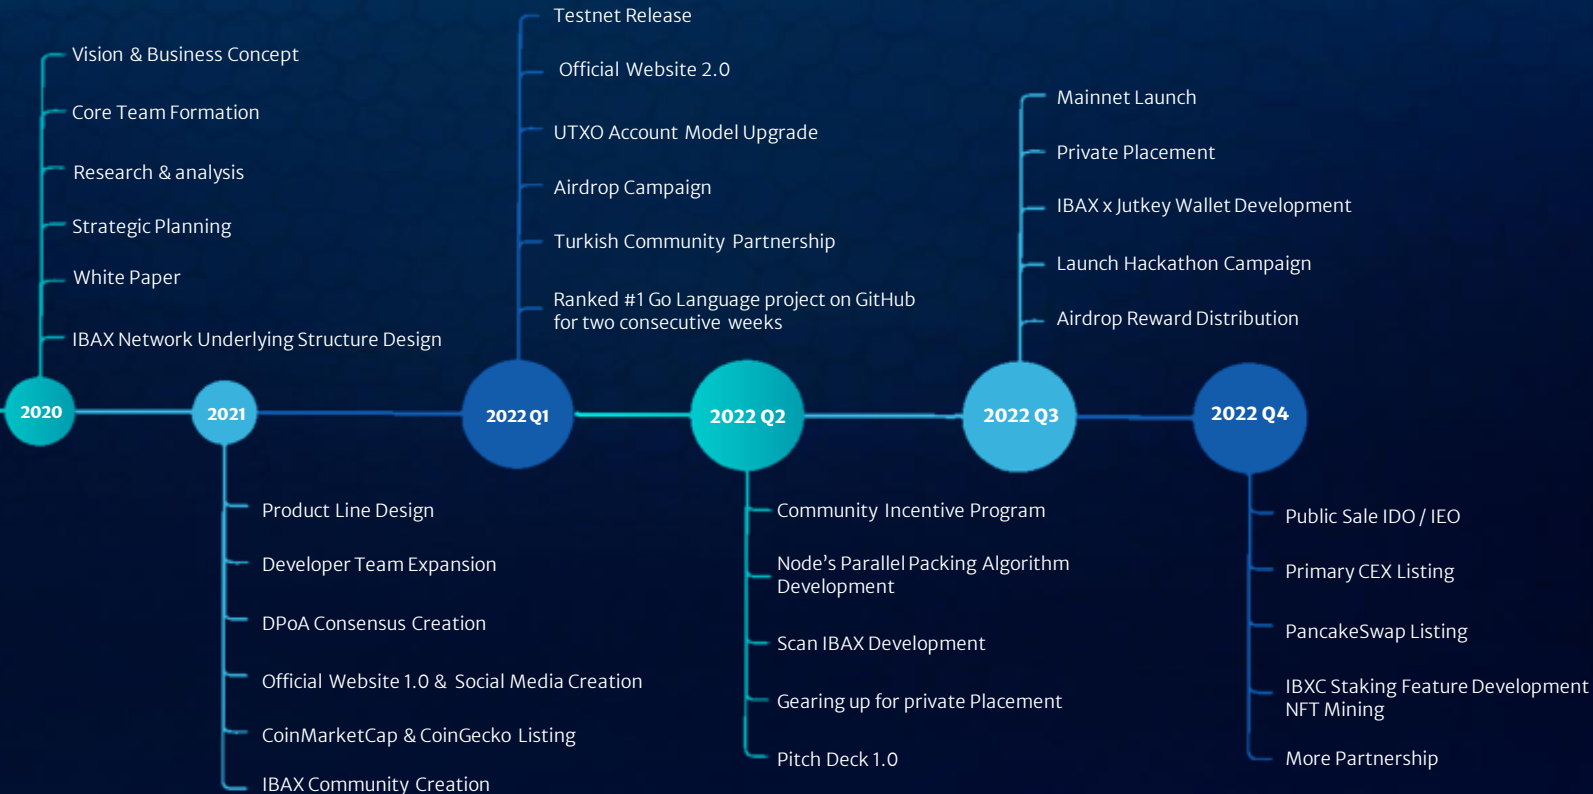 Vision & Business Concept
Core Team Formation
Research & analysis
Strategic Planning
White Paper
IBAX Network Underlying Structure Design
2020
2021
Product Line Design
Developer Team Expansion
DPoA Consensus Creation
Official Website 1.0 & Social Media Creation
CoinMarketCap & CoinGecko Listing
IBAX Community Creation
Testnet Release
Official Website 2.0
UTXO Account Model Upgrade
Airdrop Campaign
Turkish Community Partnership
Ranked #1 Go Language project on GitHub
for two consecutive weeks
2022 Q1
2022 Q2
Community Incentive Program
Node’s Parallel Packing Algorithm
Development
Scan IBAX Development
Gearing up for private Placement
Pitch Deck 1.0
Mainnet Launch
Private Placement
IBAX x Jutkey Wallet Development
Launch Hackathon Campaign
Airdrop Reward Distribution
2022 Q3
2022 Q4
Public Sale IDO / IEO
Primary CEX Listing
PancakeSwap Listing
IBXC Staking Feature Development
NFT Mining
More Partnership